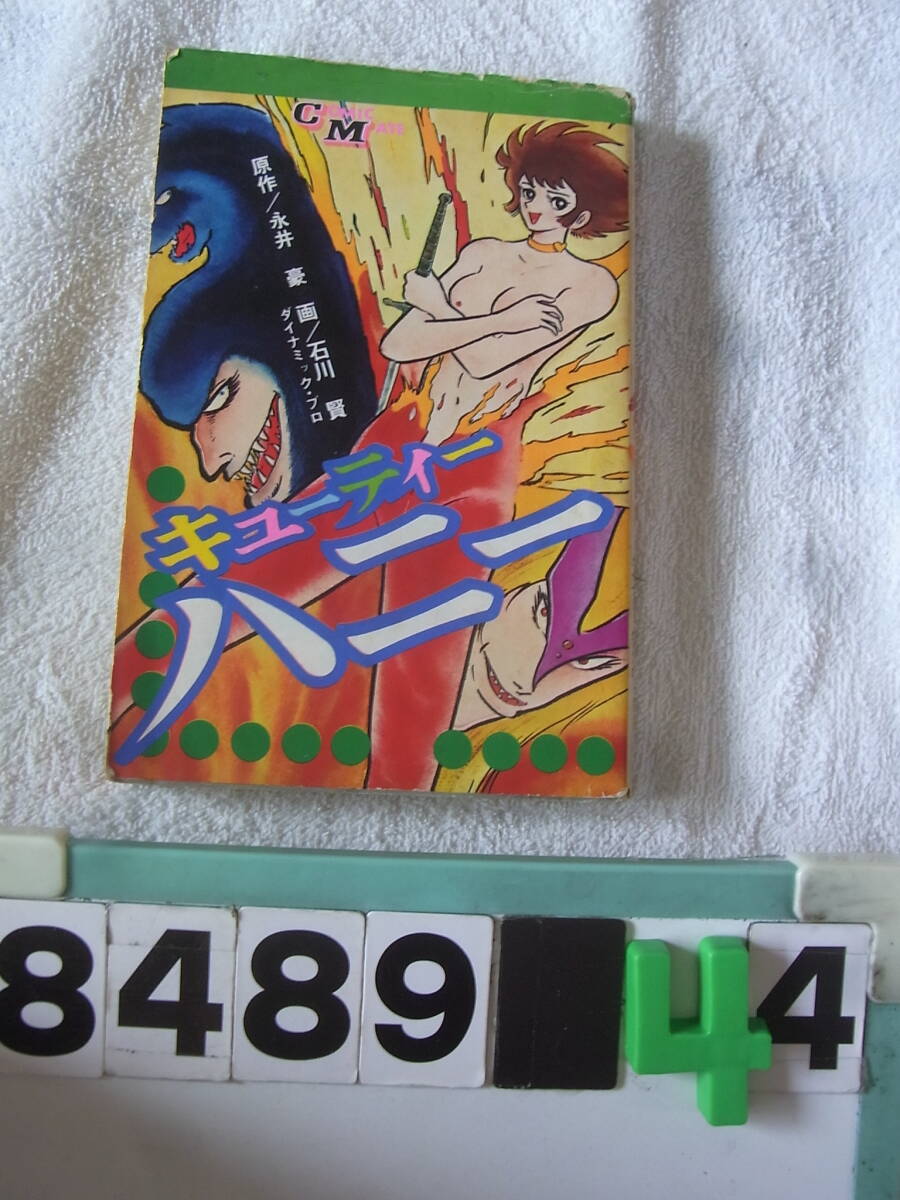 COMIC
MATE
原作/永井 豪
画/石川 賢
ダイナミック・プロ
キューティー
ハニー
8489 4 4